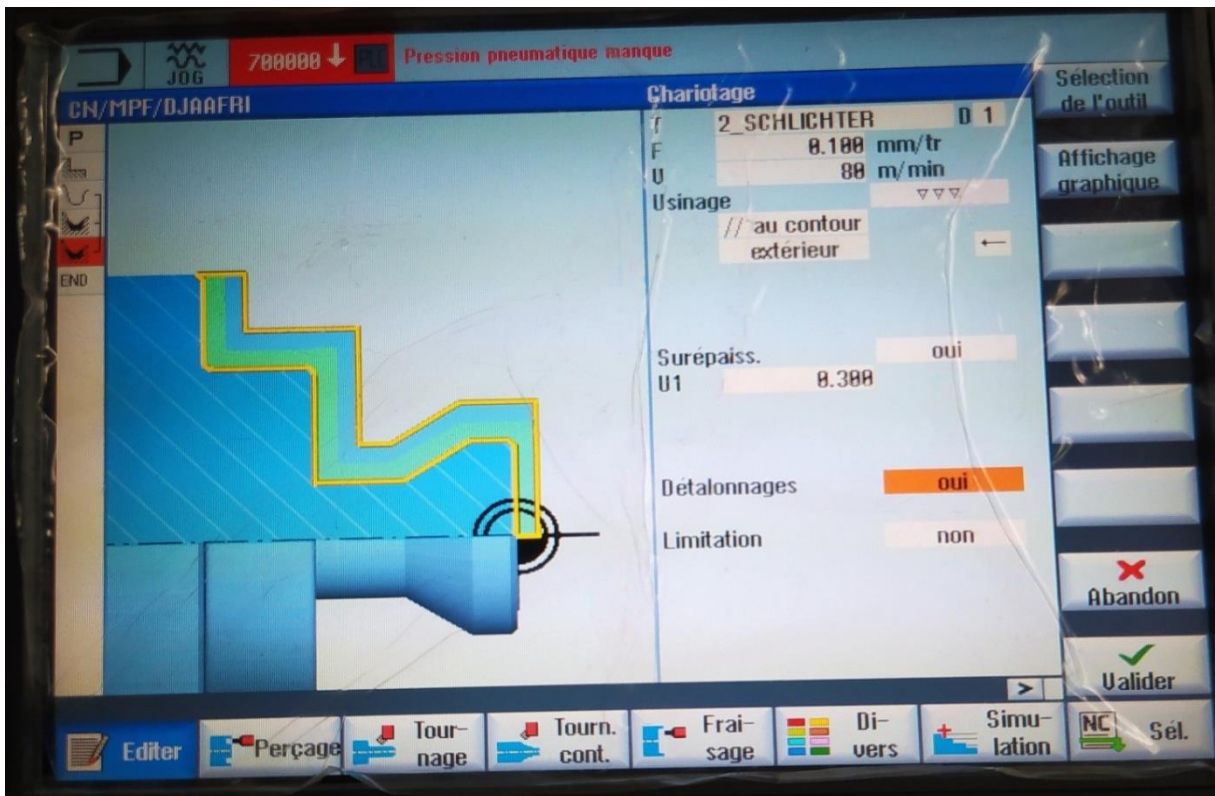 JOG
700000 ↓
Pression pneumatique manque
CN/MPF/DJAAFRI
Chariotage
P
END
T 2_SCHLICHTER D 1
F 0.100 mm/tr
V 80 m/min
Usinage ▽▽▽
// au contour
extérieur ←
Surépaiss. oui
U1 0.300
Détalonnages oui
Limitation non
Sélection
de l'outil
Affichage
graphique
Abandon
Valider
>
Editer
Perçage
Tour-
nage
Tourn.
cont.
Frai-
sage
Di-
vers
Simu-
lation
NC
Sél.